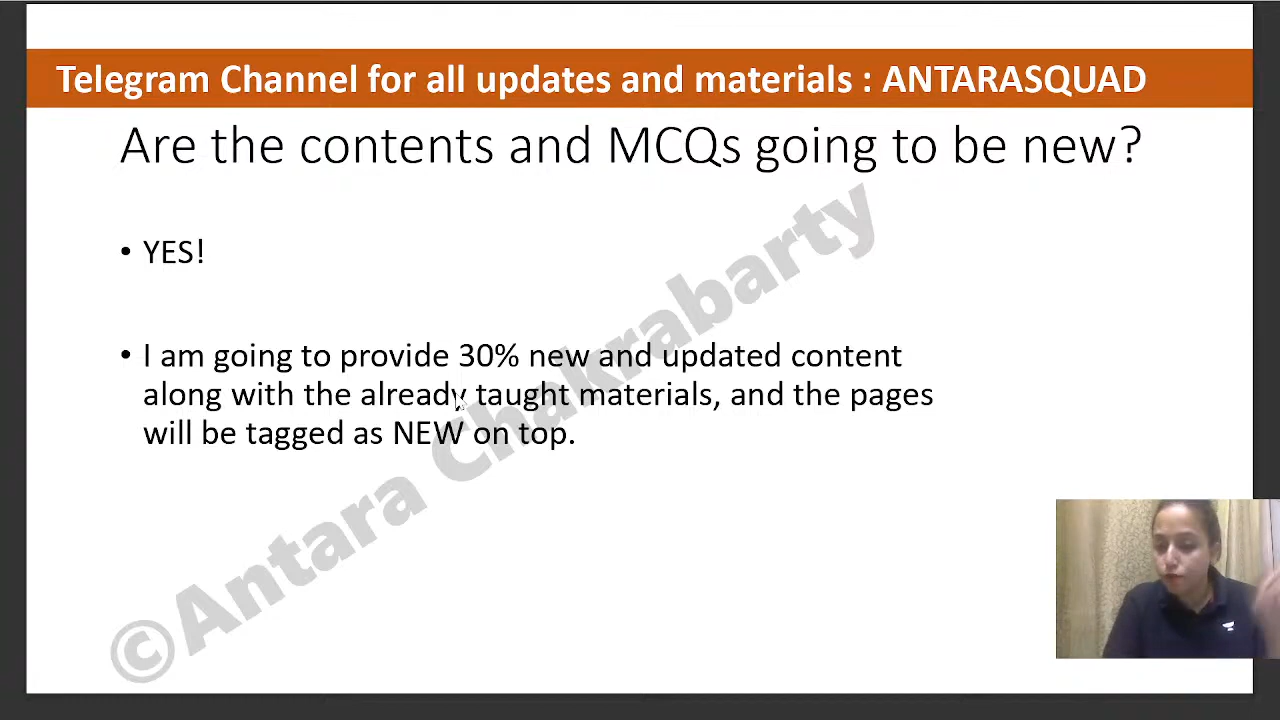 Telegram Channel for all updates and materials : ANTARASQUAD
Are the contents and MCQs going to be new?
• YES!
• I am going to provide 30% new and updated content
along with the already taught materials, and the pages
will be tagged as NEW on top.
©Antara Chakrabarty